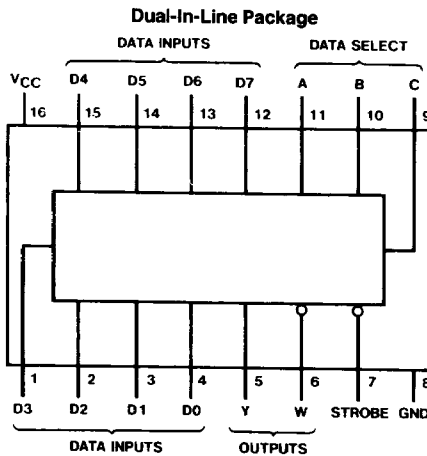 Dual-In-Line Package
DATA INPUTS DATA SELECT
VCC D4 D5 D6 D7 A B C
16 15 14 13 12 11 10 9
1 2 3 4 5 6 7 8
D3 D2 D1 D0 Y W STROBE GND
DATA INPUTS OUTPUTS